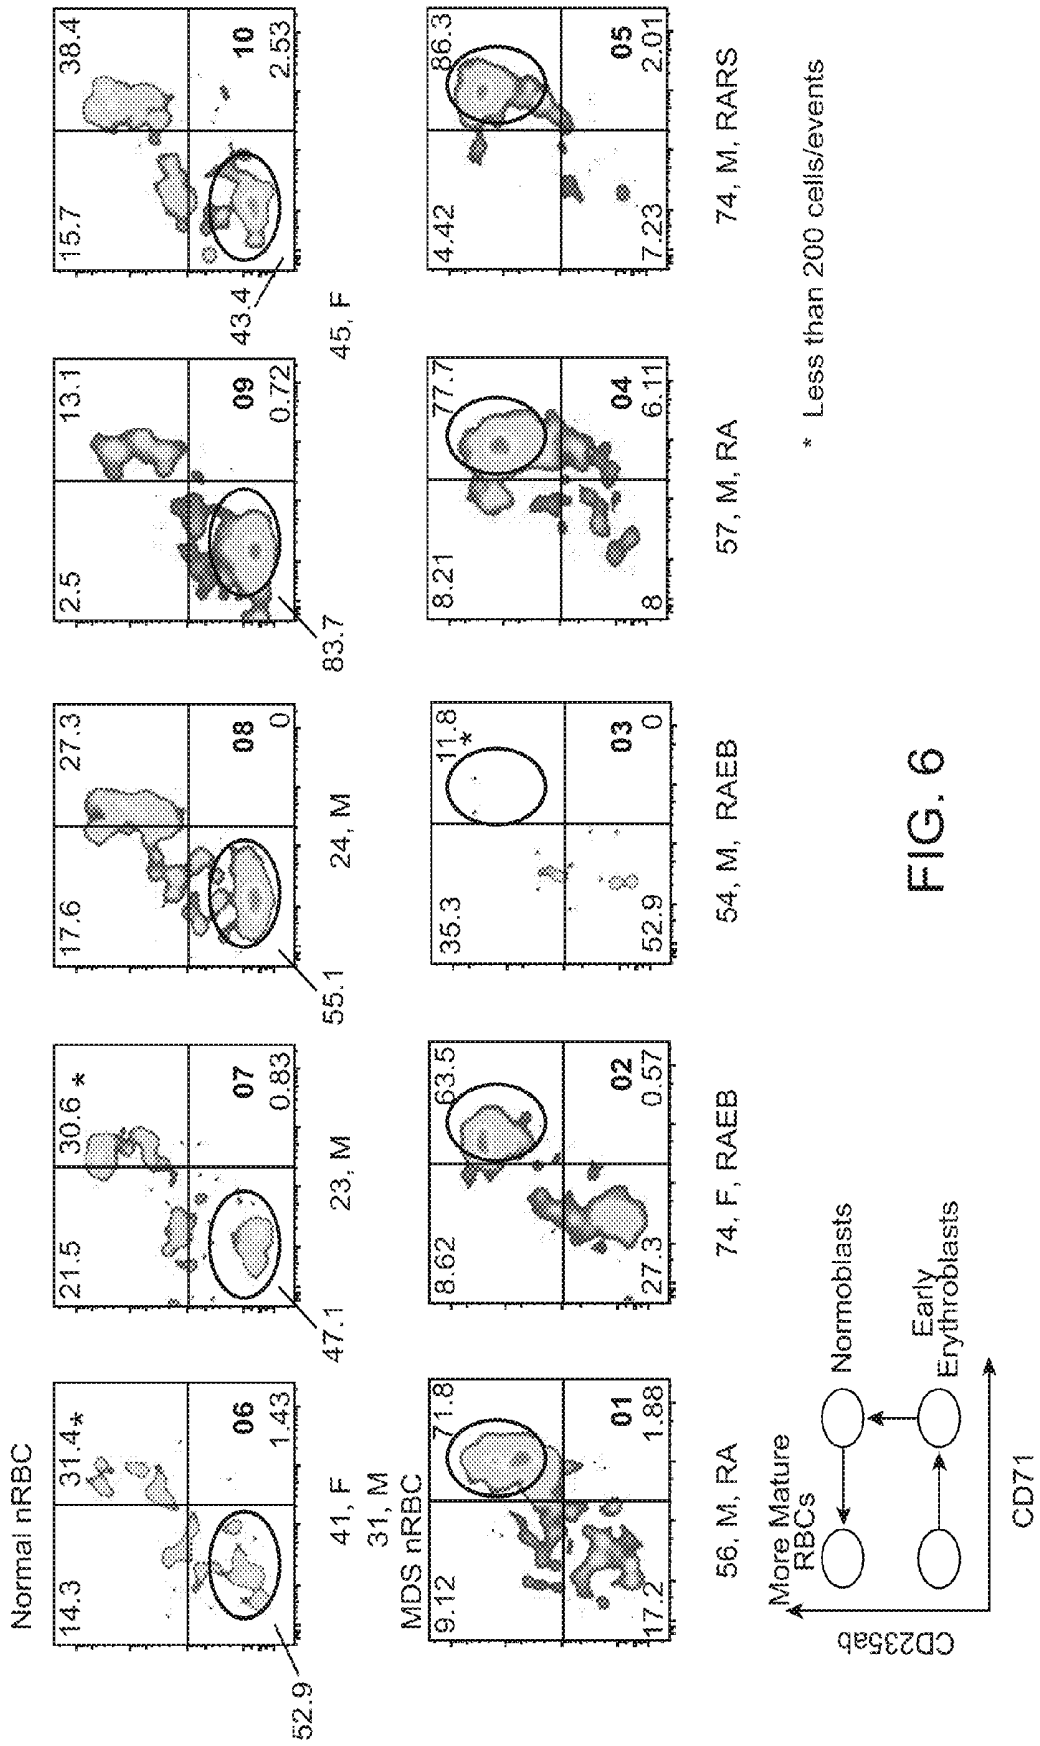 Normal nRBC
14.3 31.4*
06
1.43
52.9
41, F
21.5 30.6 *
07
0.83
47.1
23, M
17.6 27.3
08
0
55.1
24, M
2.5 13.1
09
0.72
83.7
31, M
15.7 38.4
10
2.53
43.4
45, F
MDS nRBC
9.12 71.8
01
17.2 1.88
56, M, RA
8.62 63.5
02
27.3 0.57
74, F, RAEB
35.3 11.8
*
03
52.9 0
54, M, RAEB
8.21 77.7
04
8 6.11
57, M, RA
4.42 86.3
05
7.23 2.01
74, M, RARS
* Less than 200 cells/events
More Mature
RBCs
Normoblasts
Early
Erythroblasts
CD235ab
CD71
FIG. 6